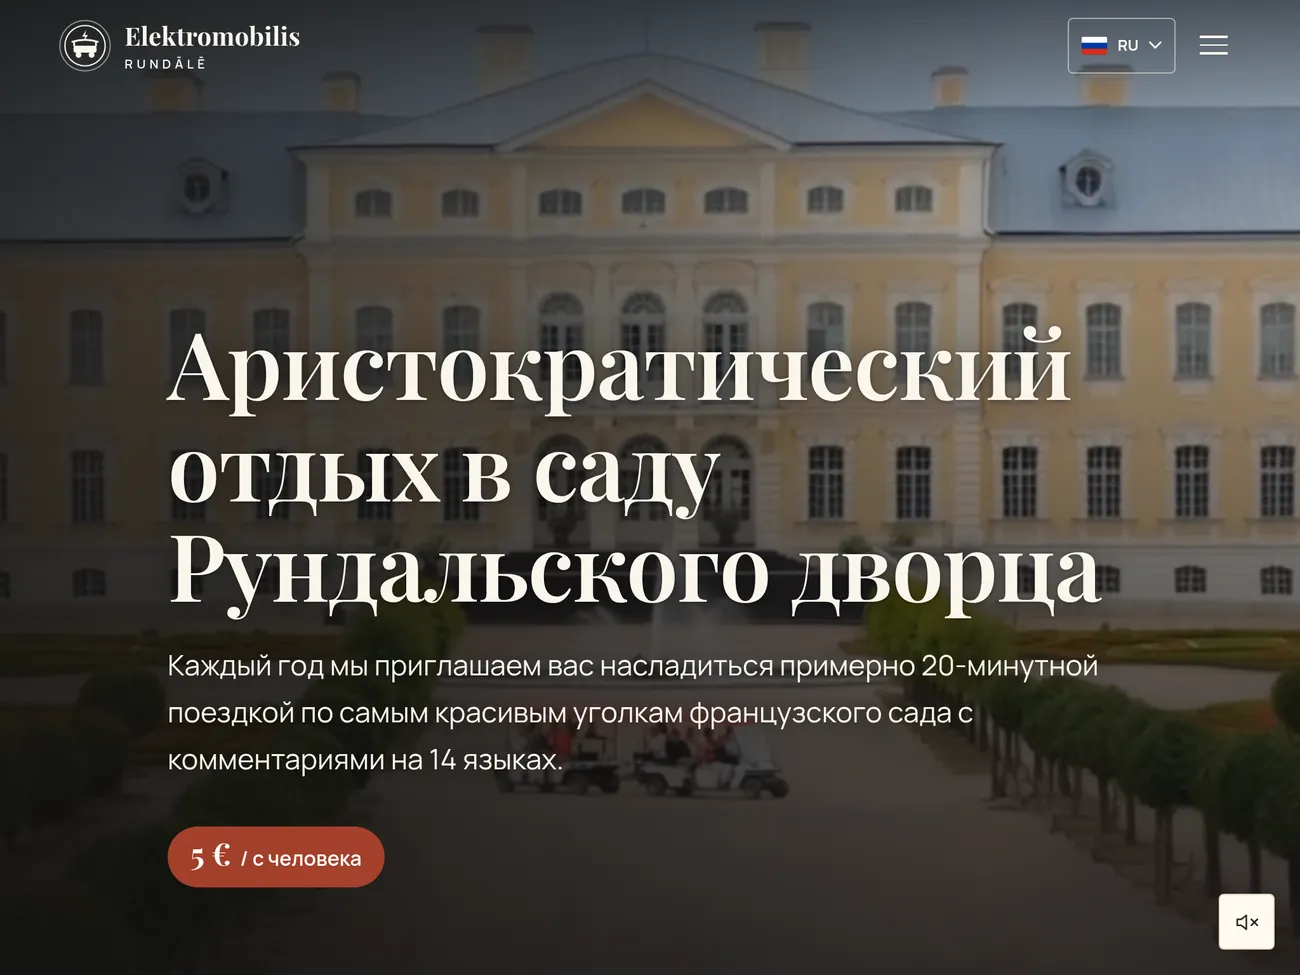 Elektromobilis
RUNDĀLĒ
RU
Аристократический
отдых в саду
Рундальского дворца
Каждый год мы приглашаем вас насладиться примерно 20-минутной
поездкой по самым красивым уголкам французского сада с
комментариями на 14 языках.
5 € / с человека